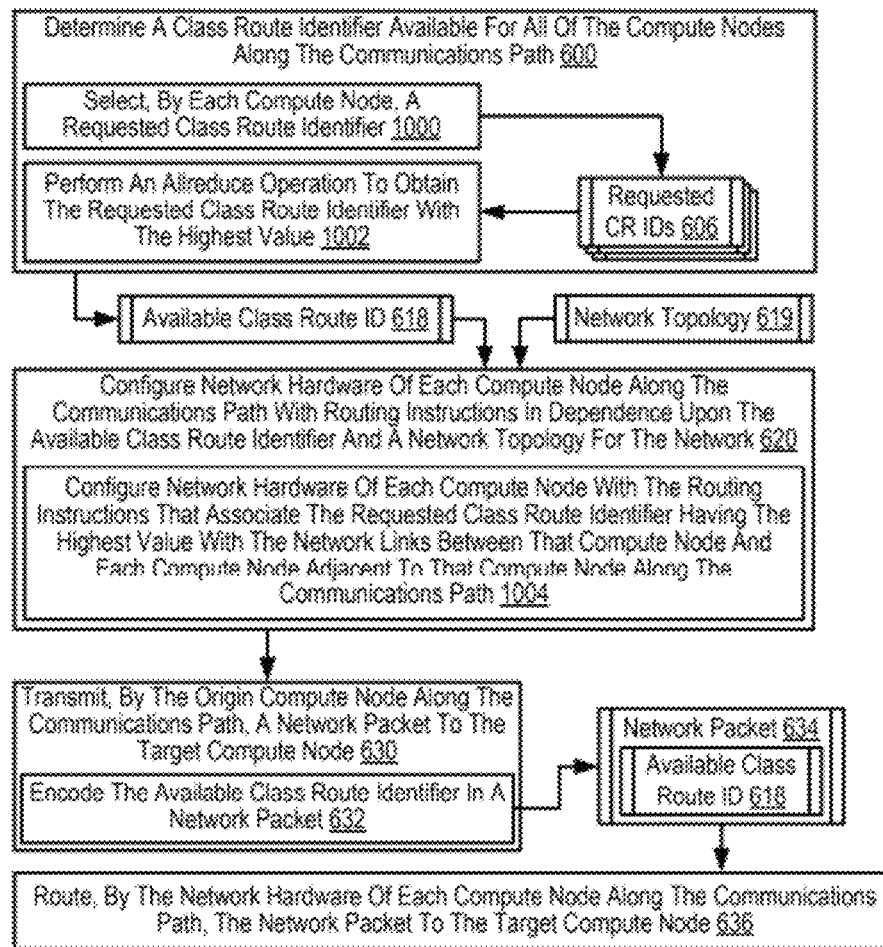 Determine A Class Route Identifier Available For All Of The Compute Nodes
Along The Communications Path 600
Select, By Each Compute Node, A
Requested Class Route Identifier 1000
Perform An Allreduce Operation To Obtain
The Requested Class Route Identifier With
The Highest Value 1002
Requested
CR IDs 606
Available Class Route ID 618
Network Topology 619
Configure Network Hardware Of Each Compute Node Along The
Communications Path With Routing Instructions In Dependence Upon The
Available Class Route Identifier And A Network Topology For The Network 620
Configure Network Hardware Of Each Compute Node With The Routing
Instructions That Associate The Requested Class Route Identifier Having The
Highest Value With The Network Links Between That Compute Node And
Each Compute Node Adjacent To That Compute Node Along The
Communications Path 1004
Transmit, By The Origin Compute Node Along The
Communications Path, A Network Packet To The
Target Compute Node 630
Encode The Available Class Route Identifier In A
Network Packet 632
Network Packet 634
Available Class
Route ID 618
Route, By The Network Hardware Of Each Compute Node Along The Communications
Path, The Network Packet To The Target Compute Node 636